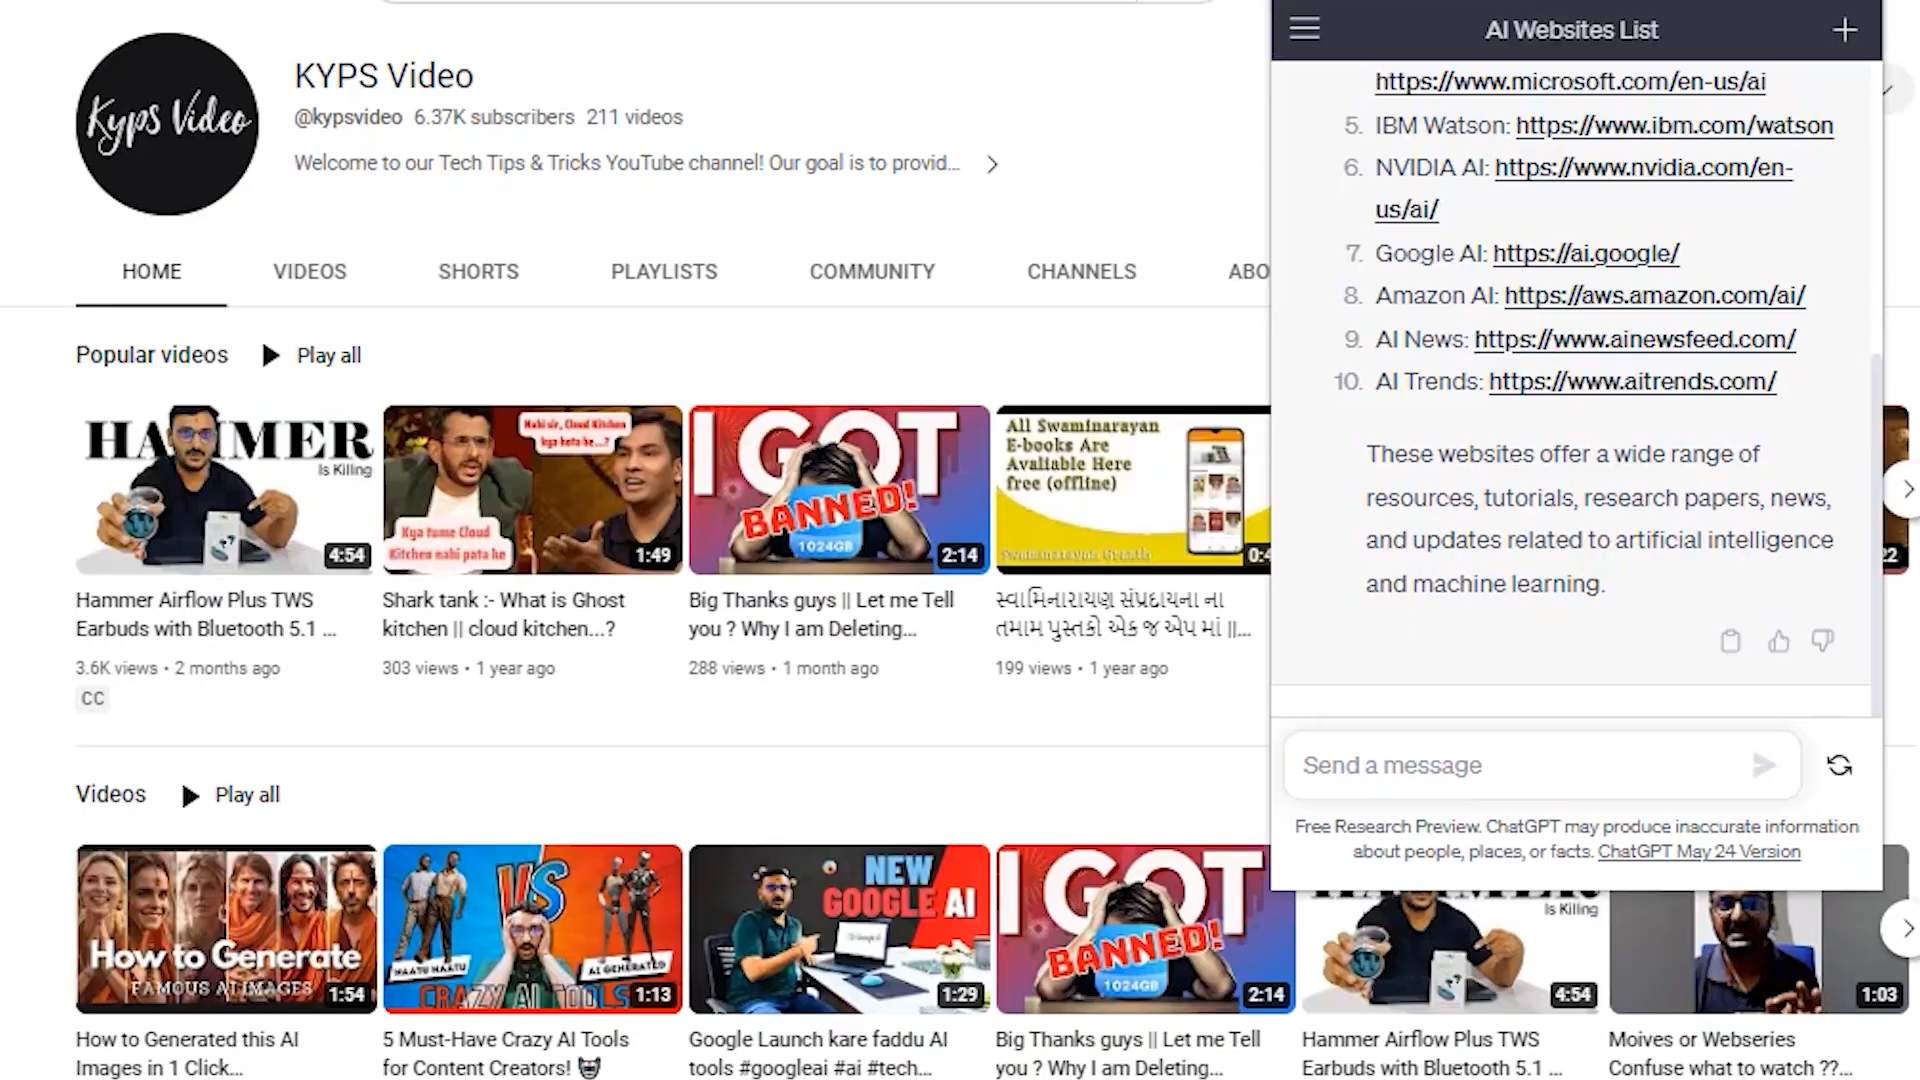 Kyps Video
KYPS Video
@kypsvideo 6.37K subscribers 211 videos
Welcome to our Tech Tips & Tricks YouTube channel! Our goal is to provid...
HOME VIDEOS SHORTS PLAYLISTS COMMUNITY CHANNELS ABO
Popular videos Play all
HAMMER
Is Killing
4:54
Hammer Airflow Plus TWS
Earbuds with Bluetooth 5.1 ...
3.6K views • 2 months ago
CC
Nahi sir, Cloud Kitchen
kya hota he...?
Kya tume Cloud
Kitchen nahi pata he
1:49
Shark tank :- What is Ghost
kitchen || cloud kitchen...?
303 views • 1 year ago
I GOT
BANNED!
1024GB
2:14
Big Thanks guys || Let me Tell
you ? Why I am Deleting...
288 views • 1 month ago
All Swaminarayan
E-books Are
Avaliable Here
free (offline)
0:4
સ્વામિનારાયણ સંપ્રદાયના ના
તમામ પુસ્તકો એક જ એપ માં ||...
199 views • 1 year ago
22
Videos Play all
How to Generate
FAMOUS AI IMAGES
1:54
How to Generated this AI
Images in 1 Click...
VS
NAATU NAATU
AI GENERATED
CRAZY AI TOOLS
1:13
5 Must-Have Crazy AI Tools
for Content Creators!
NEW
GOOGLE AI
1:29
Google Launch kare faddu AI
tools #googleai #ai #tech...
I GOT
BANNED!
1024GB
2:14
Big Thanks guys || Let me Tell
you ? Why I am Deleting...
HAMMER
Is Killing
4:54
Hammer Airflow Plus TWS
Earbuds with Bluetooth 5.1 ...
1:03
Moives or Webseries
Confuse what to watch ??...
AI Websites List
https://www.microsoft.com/en-us/ai
5. IBM Watson: https://www.ibm.com/watson
6. NVIDIA AI: https://www.nvidia.com/en-
us/ai/
7. Google AI: https://ai.google/
8. Amazon AI: https://aws.amazon.com/ai/
9. AI News: https://www.ainewsfeed.com/
10. AI Trends: https://www.aitrends.com/
These websites offer a wide range of
resources, tutorials, research papers, news,
and updates related to artificial intelligence
and machine learning.
Send a message
Free Research Preview. ChatGPT may produce inaccurate information
about people, places, or facts. ChatGPT May 24 Version